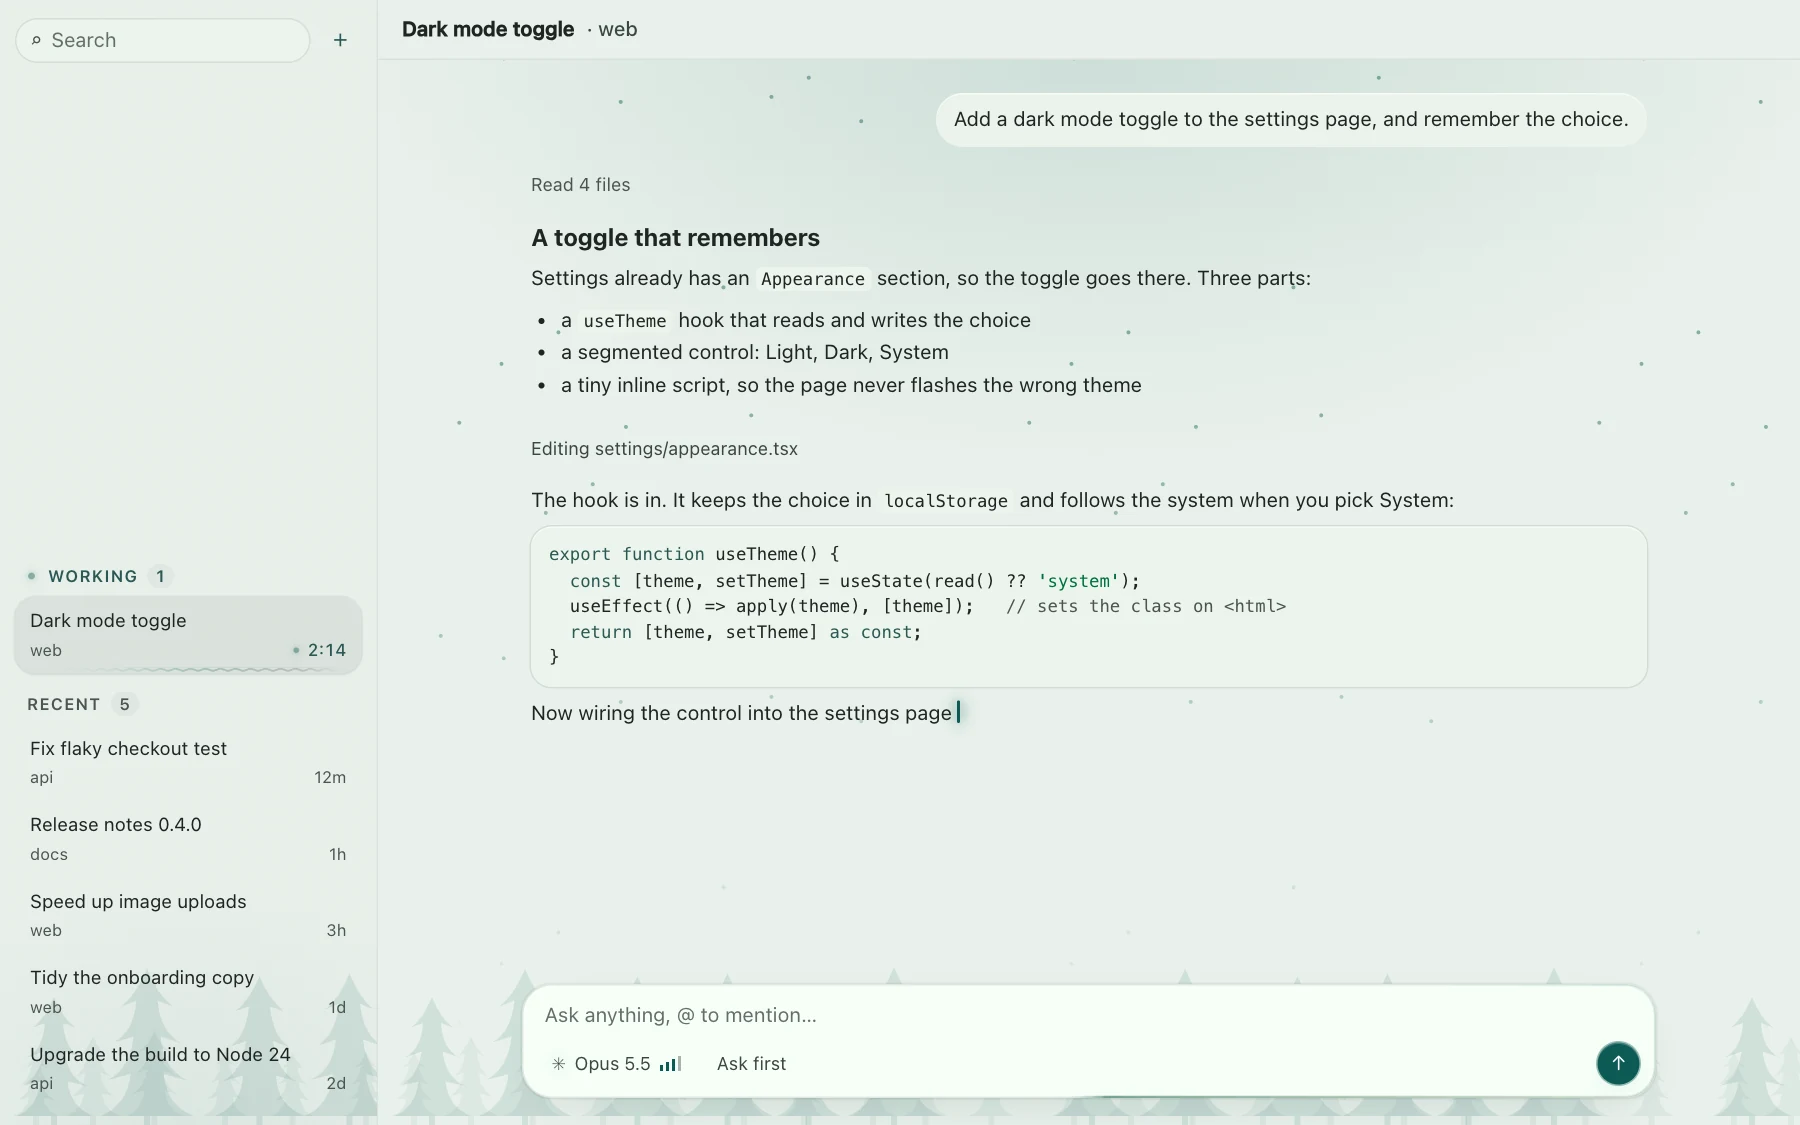 Search
+
WORKING 1
Dark mode toggle
web
2:14
RECENT 5
Fix flaky checkout test
api
12m
Release notes 0.4.0
docs
1h
Speed up image uploads
web
3h
Tidy the onboarding copy
web
1d
Upgrade the build to Node 24
api
2d
Dark mode toggle · web
Add a dark mode toggle to the settings page, and remember the choice.
Read 4 files
A toggle that remembers
Settings already has an Appearance section, so the toggle goes there. Three parts:
• a useTheme hook that reads and writes the choice
• a segmented control: Light, Dark, System
• a tiny inline script, so the page never flashes the wrong theme
Editing settings/appearance.tsx
The hook is in. It keeps the choice in localStorage and follows the system when you pick System:
export function useTheme() {
  const [theme, setTheme] = useState(read() ?? 'system');
  useEffect(() => apply(theme), [theme]);   // sets the class on <html>
  return [theme, setTheme] as const;
}
Now wiring the control into the settings page
Ask anything, @ to mention...
Opus 5.5
Ask first